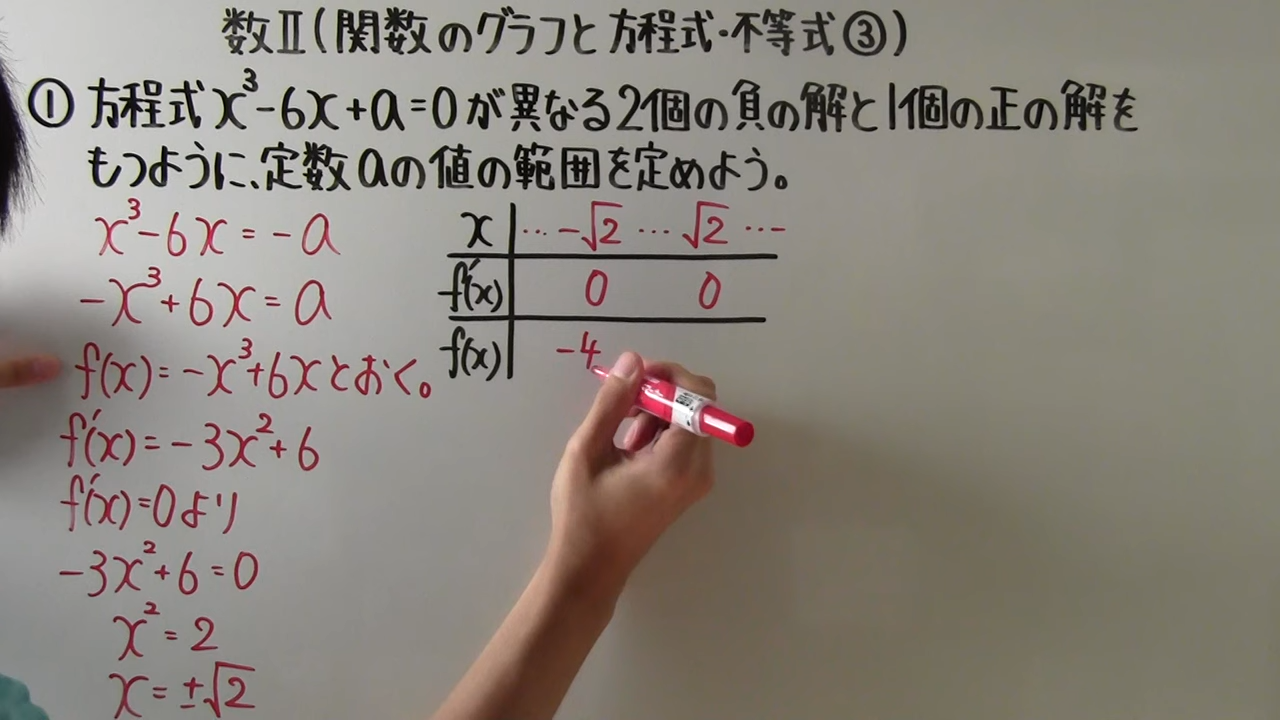 数Ⅱ(関数のグラフと方程式・不等式③)
① 方程式x³-6x+a=0が異なる2個の負の解と1個の正の解を
もつように、定数aの値の範囲を定めよう。
x³-6x=-a
-x³+6x=a
f(x)=-x³+6xとおく。
f'(x)=-3x²+6
f'(x)=0より
-3x²+6=0
x²=2
x=±√2
x … -√2 … √2 …
f'(x) 0 0
f(x) -4